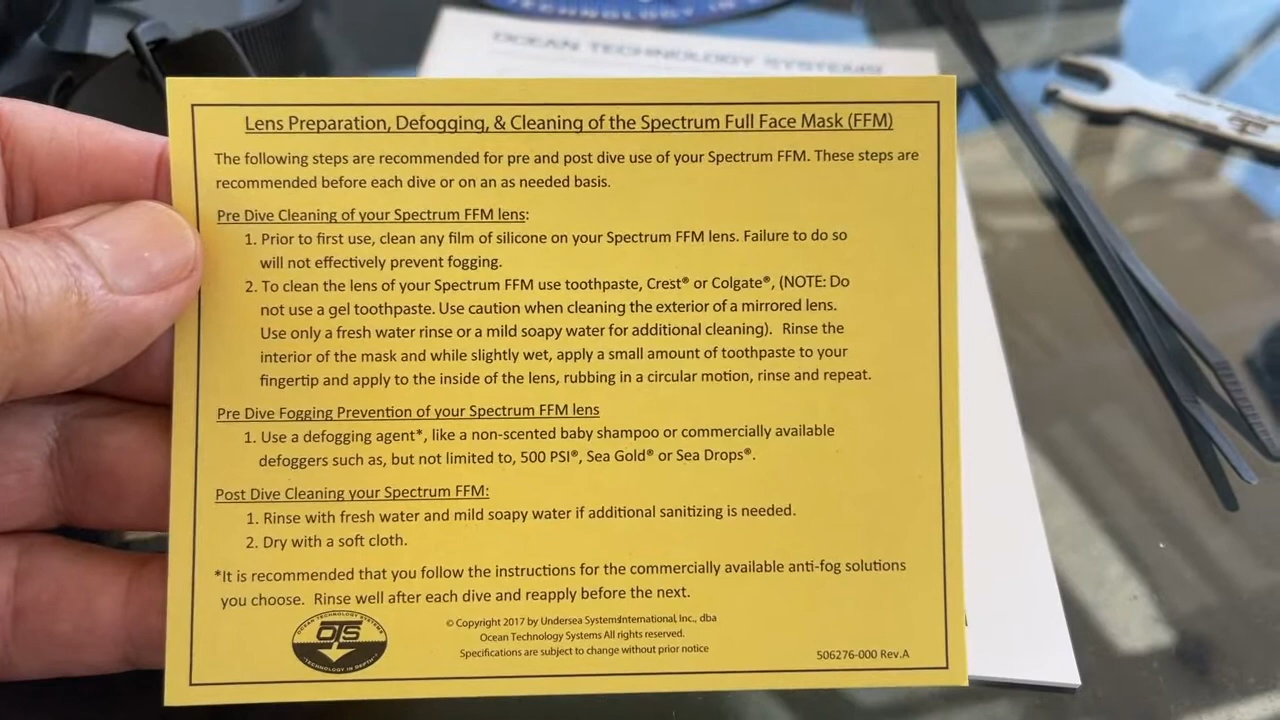 TECHNOLOGY IN DE
OCEAN TECHNOLOGY SYSTEMS
Lens Preparation, Defogging, & Cleaning of the Spectrum Full Face Mask (FFM)
The following steps are recommended for pre and post dive use of your Spectrum FFM. These steps are
recommended before each dive or on an as needed basis.
Pre Dive Cleaning of your Spectrum FFM lens:
1. Prior to first use, clean any film of silicone on your Spectrum FFM lens. Failure to do so
will not effectively prevent fogging.
2. To clean the lens of your Spectrum FFM use toothpaste, Crest® or Colgate®, (NOTE: Do
not use a gel toothpaste. Use caution when cleaning the exterior of a mirrored lens.
Use only a fresh water rinse or a mild soapy water for additional cleaning). Rinse the
interior of the mask and while slightly wet, apply a small amount of toothpaste to your
fingertip and apply to the inside of the lens, rubbing in a circular motion, rinse and repeat.
Pre Dive Fogging Prevention of your Spectrum FFM lens
1. Use a defogging agent*, like a non-scented baby shampoo or commercially available
defoggers such as, but not limited to, 500 PSI®, Sea Gold® or Sea Drops®.
Post Dive Cleaning your Spectrum FFM:
1. Rinse with fresh water and mild soapy water if additional sanitizing is needed.
2. Dry with a soft cloth.
*It is recommended that you follow the instructions for the commercially available anti-fog solutions
you choose. Rinse well after each dive and reapply before the next.
OCEAN TECHNOLOGY SYSTEMS
OTS
"TECHNOLOGY IN DEPTH"
© Copyright 2017 by Undersea SystemsInternational, Inc., dba
Ocean Technology Systems All rights reserved.
Specifications are subject to change without prior notice
506276-000 Rev.A